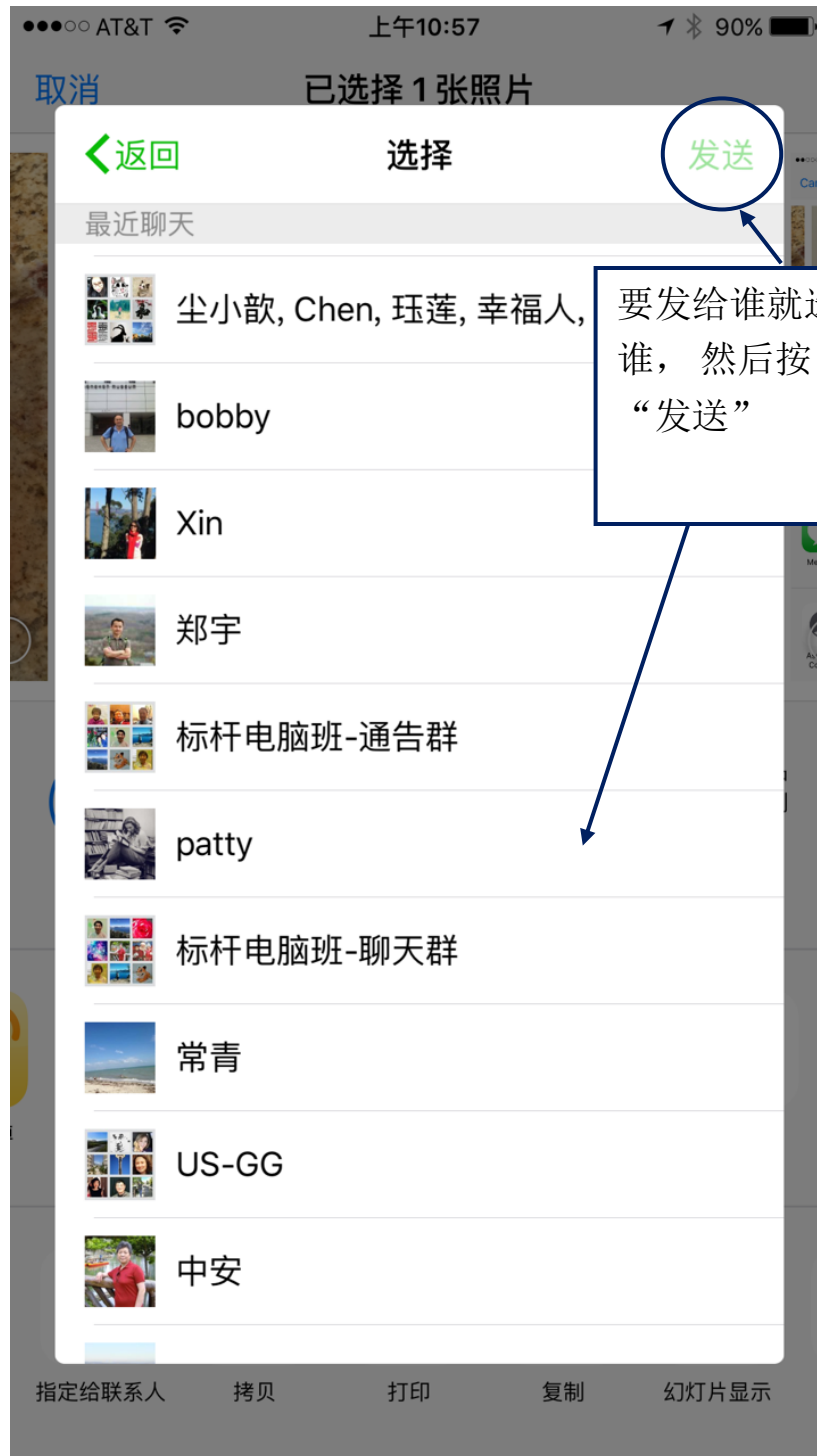 AT&T 上午10:57 90%
取消 已选择 1 张照片
返回 选择 发送
最近聊天
尘小歆, Chen, 珏莲, 幸福人,
要发给谁就
谁， 然后按
“发送”
bobby
Xin
郑宇
标杆电脑班-通告群
patty
标杆电脑班-聊天群
常青
US-GG
中安
指定给联系人 拷贝 打印 复制 幻灯片显示